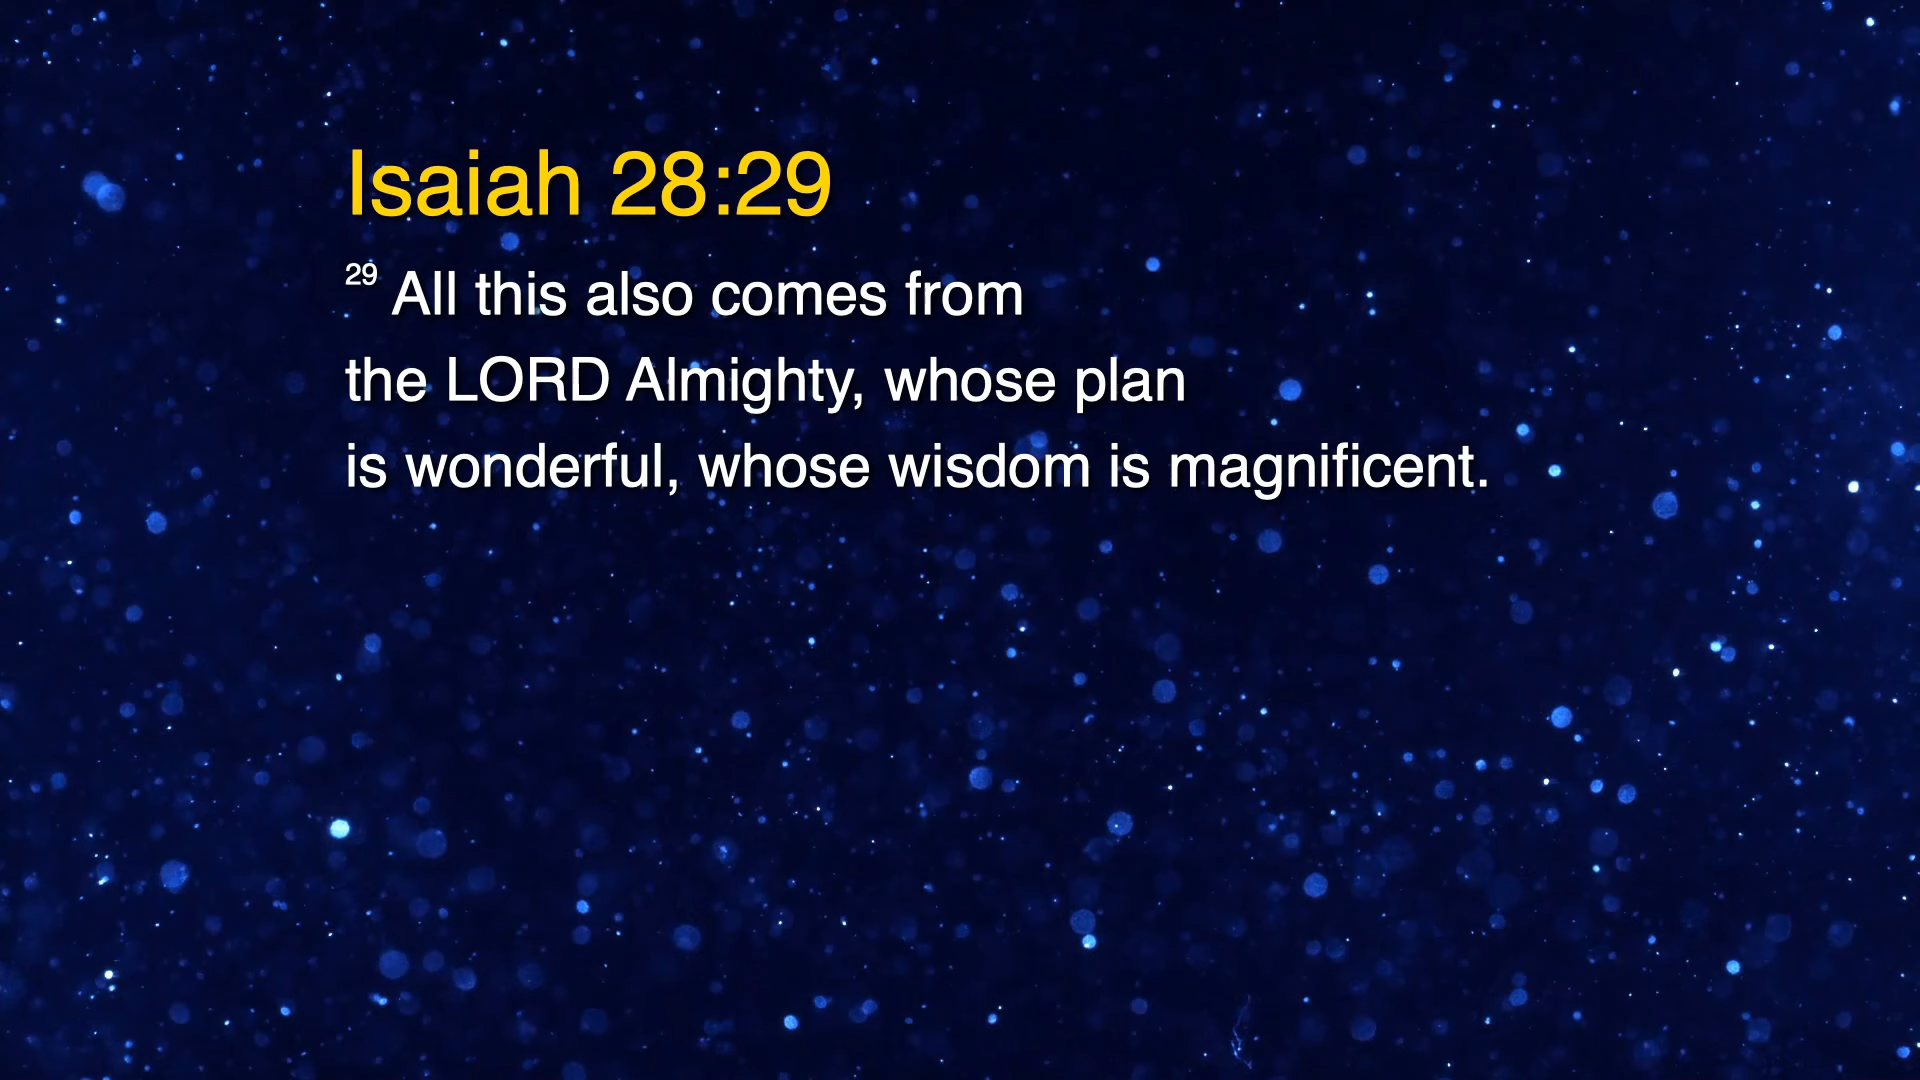 Isaiah 28:29
29 All this also comes from
the LORD Almighty, whose plan
is wonderful, whose wisdom is magnificent.